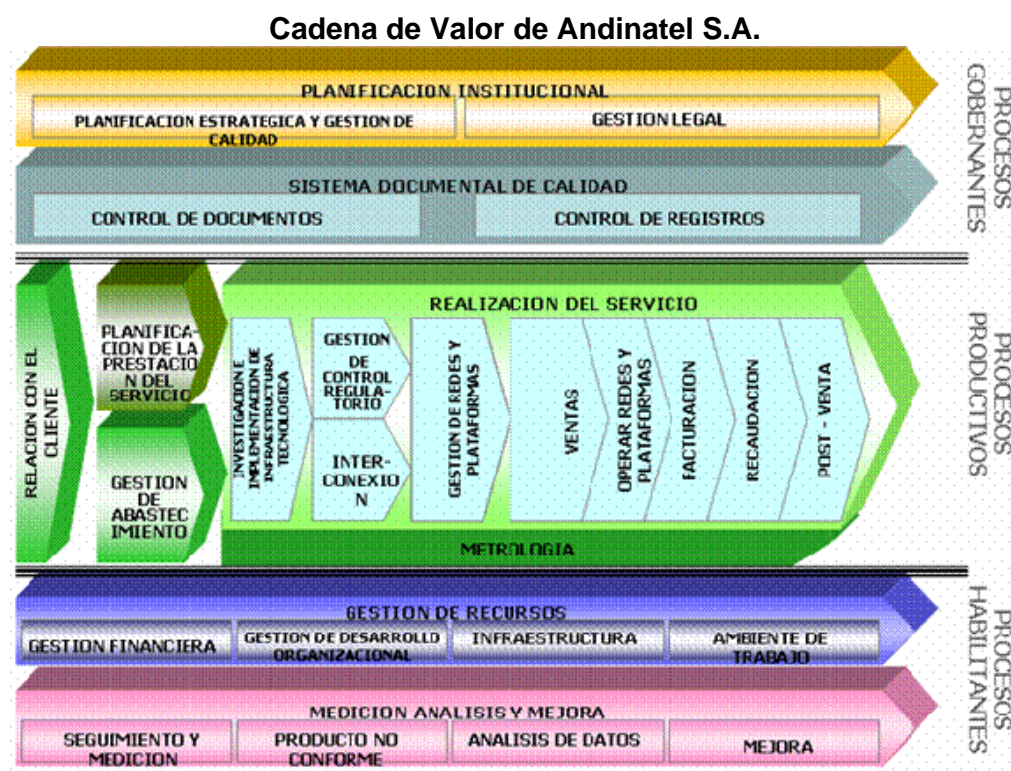 Cadena de Valor de Andinatel S.A.
PLANIFICACION INSTITUCIONAL
PLANIFICACION ESTRATEGICA Y GESTION DE
CALIDAD
GESTION LEGAL
SISTEMA DOCUMENTAL DE CALIDAD
CONTROL DE DOCUMENTOS
CONTROL DE REGISTROS
PROCESOS
GOBERNANTES
RELACION CON EL
CLIENTE
PLANIFICA-
CION DE LA
PRESTACIO
N DEL
SERVICIO
GESTION
DE
ABASTEC
IMIENTO
REALIZACION DEL SERVICIO
INVESTIGACION E
IMPLEMENTACION DE
INFRAESTRUCTURA
TECNOLOGICA
GESTION
DE
CONTROL
REGULA-
TORIO
INTER-
CONEXIO
N
GESTION DE REDES Y
PLATAFORMAS
VENTAS
OPERAR REDES Y
PLATAFORMAS
FACTURACION
RECAUDACION
POST - VENTA
METROLOGIA
PROCESOS
PRODUCTIVOS
GESTION DE RECURSOS
GESTION FINANCIERA
GESTION DE DESARROLLO
ORGANIZACIONAL
INFRAESTRUCTURA
AMBIENTE DE
TRABAJO
MEDICION ANALISIS Y MEJORA
SEGUIMIENTO Y
MEDICION
PRODUCTO NO
CONFORME
ANALISIS DE DATOS
MEJORA
PROCESOS
HABILITANTES